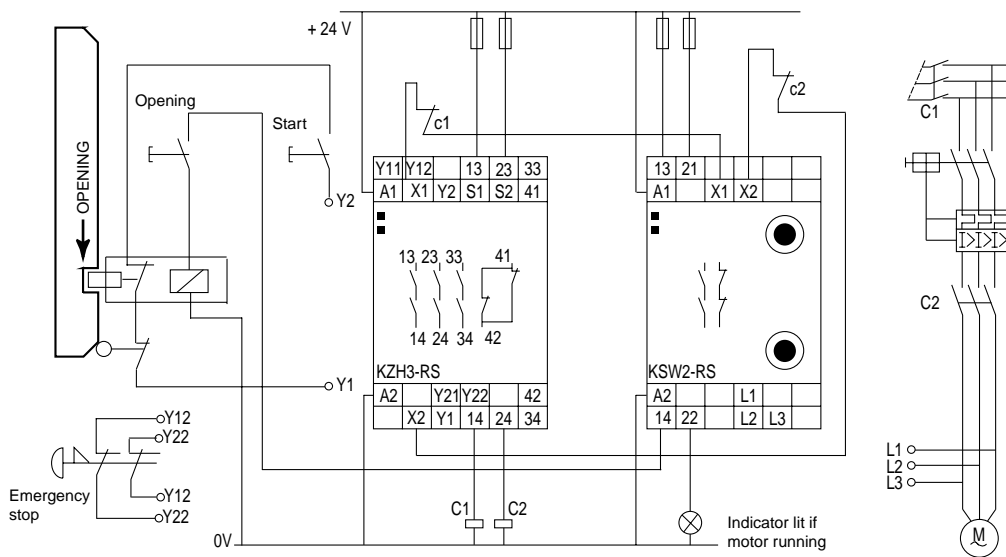 + 24 V
Opening
Start
OPENING
c1
c2
C1
C2
Y2
Y1
Y11 Y12 13 23 33
A1 X1 Y2 S1 S2 41
13 23 33 41
14 24 34 42
KZH3-RS
A2 Y21 Y22 42
X2 Y1 14 24 34
13 21
A1 X1 X2
KSW2-RS
A2 L1
14 22 L2 L3
Y12
Y22
Y12
Y22
Emergency
stop
0V
C1 C2
Indicator lit if
motor running
L1
L2
L3
M